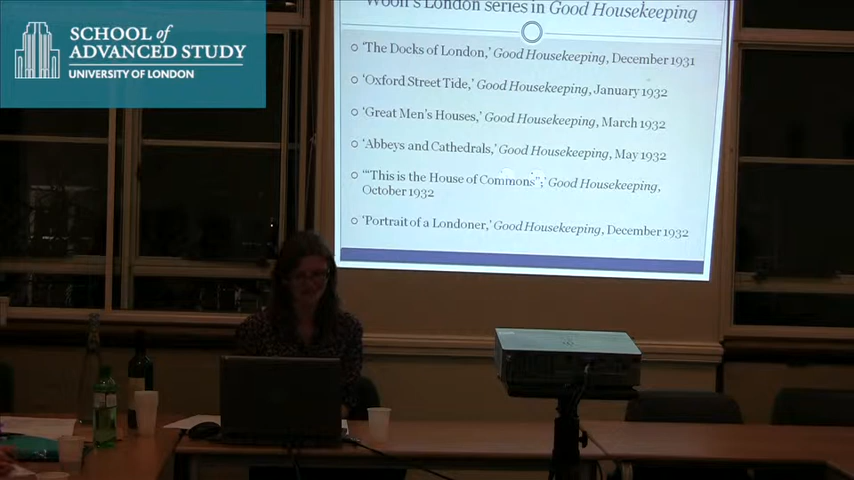 SCHOOL of
ADVANCED STUDY
UNIVERSITY OF LONDON
Woolf's London series in Good Housekeeping
'The Docks of London,' Good Housekeeping, December 1931
'Oxford Street Tide,' Good Housekeeping, January 1932
'Great Men's Houses,' Good Housekeeping, March 1932
'Abbeys and Cathedrals,' Good Housekeeping, May 1932
'"This is the House of Commons",' Good Housekeeping,
October 1932
'Portrait of a Londoner,' Good Housekeeping, December 1932